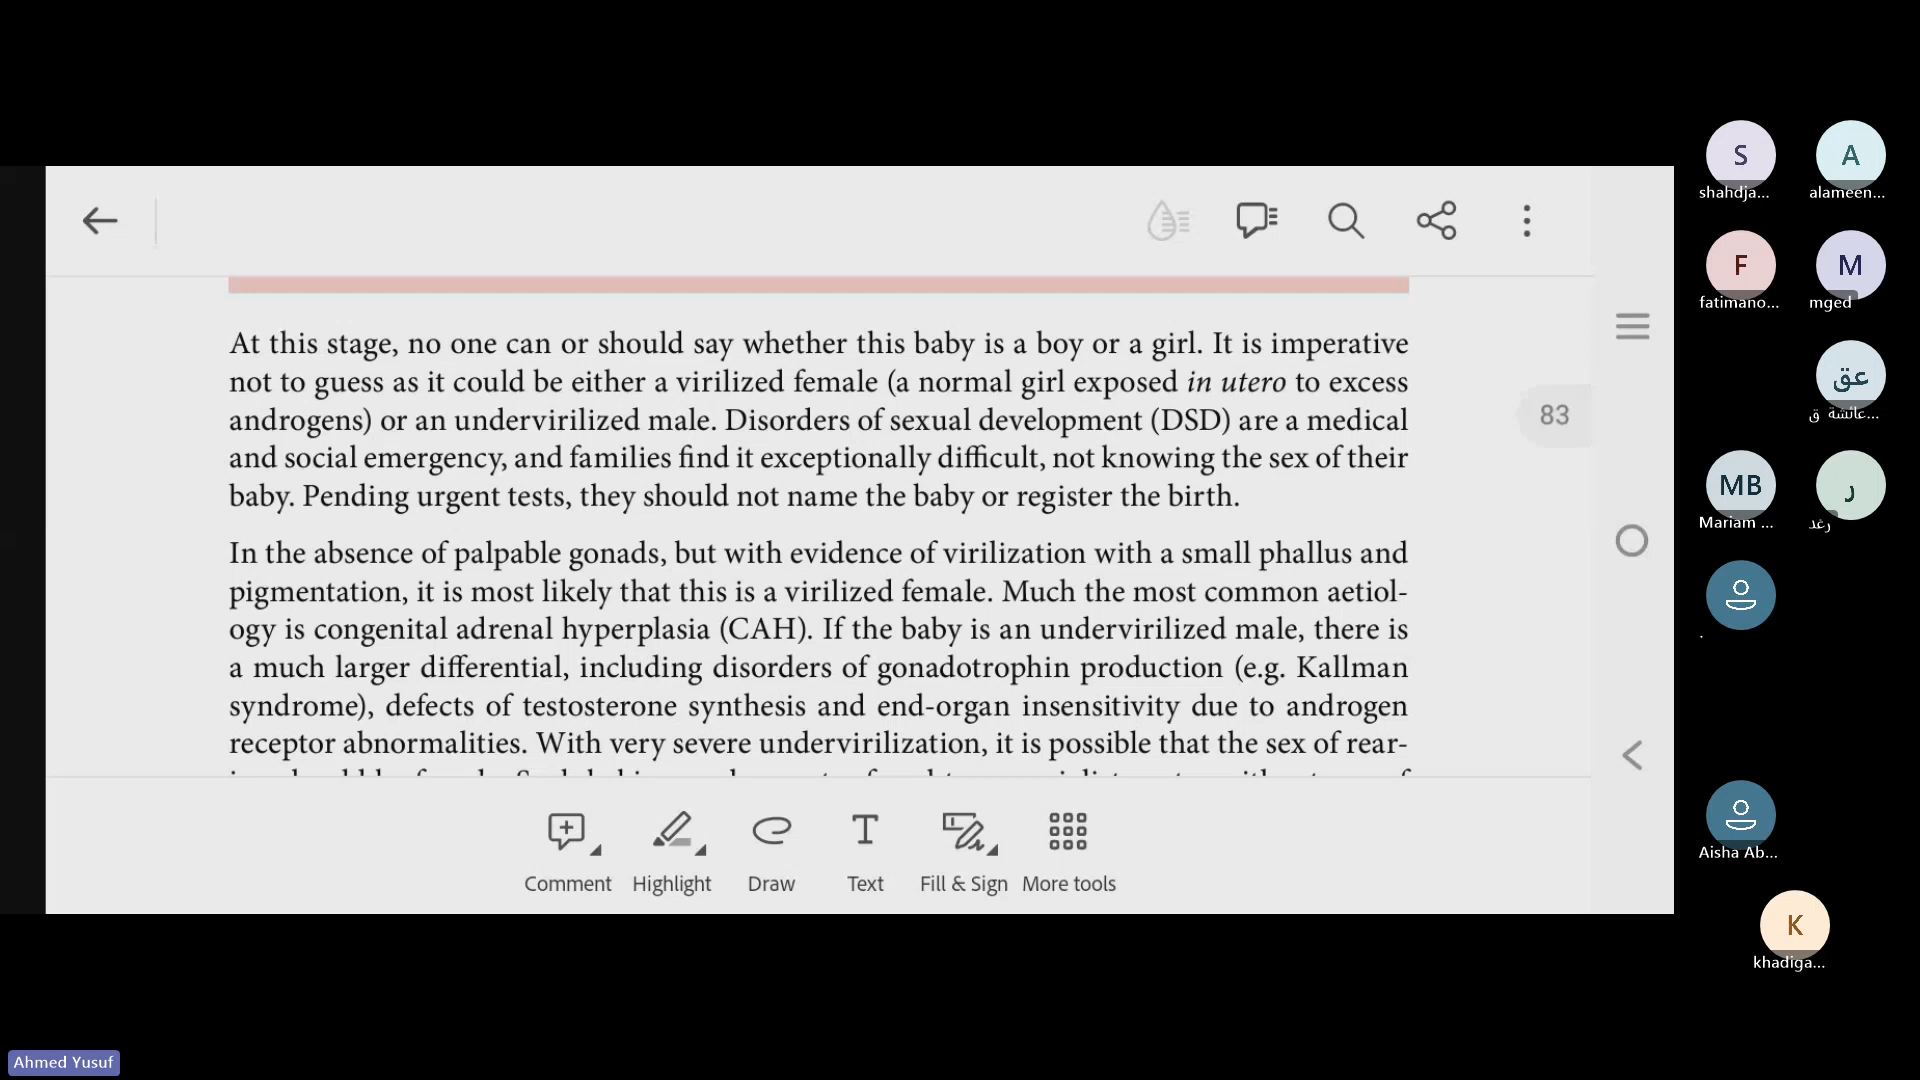 At this stage, no one can or should say whether this baby is a boy or a girl. It is imperative
not to guess as it could be either a virilized female (a normal girl exposed in utero to excess
androgens) or an undervirilized male. Disorders of sexual development (DSD) are a medical
and social emergency, and families find it exceptionally difficult, not knowing the sex of their
baby. Pending urgent tests, they should not name the baby or register the birth.
In the absence of palpable gonads, but with evidence of virilization with a small phallus and
pigmentation, it is most likely that this is a virilized female. Much the most common aetiol-
ogy is congenital adrenal hyperplasia (CAH). If the baby is an undervirilized male, there is
a much larger differential, including disorders of gonadotrophin production (e.g. Kallman
syndrome), defects of testosterone synthesis and end-organ insensitivity due to androgen
receptor abnormalities. With very severe undervirilization, it is possible that the sex of rear-
83
Comment
Highlight
Draw
T
Text
Fill & Sign
More tools
S
shahdja...
A
alameen...
F
fatimano...
M
mged
عق
عائشة ق...
MB
Mariam ...
ر
رغد
.
Aisha Ab...
K
khadiga...
Ahmed Yusuf